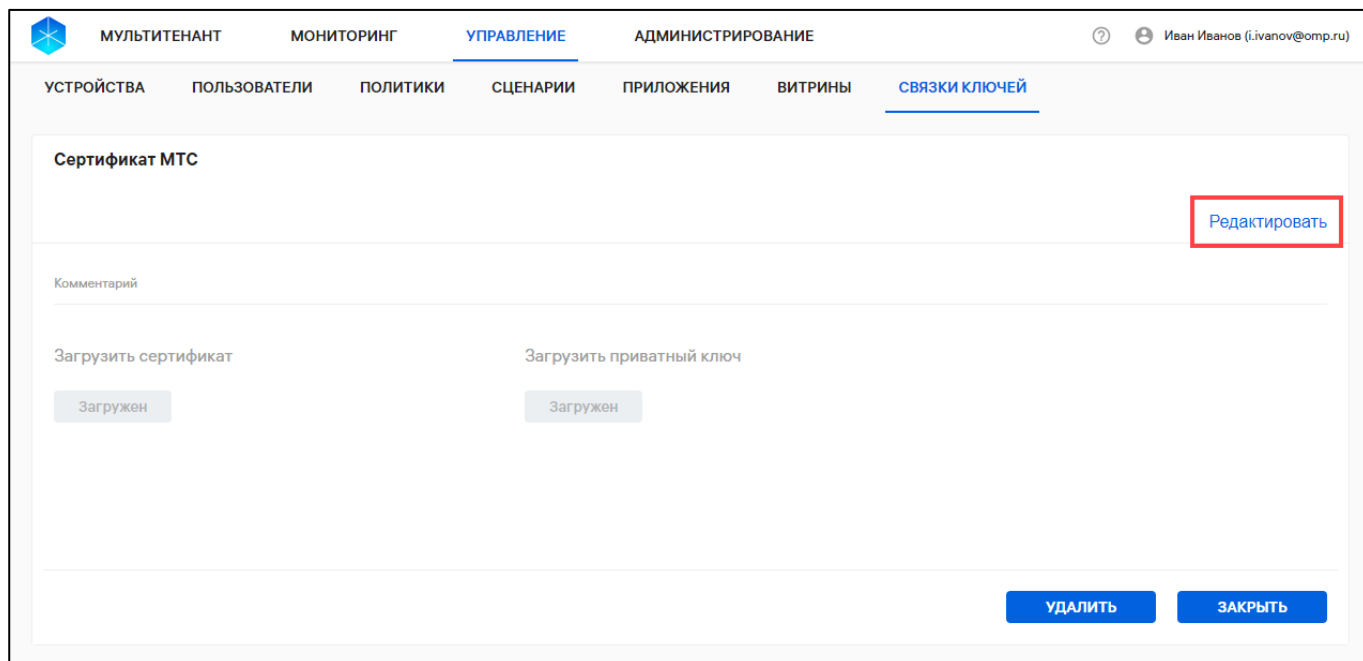 МУЛЬТИТЕНАНТ МОНИТОРИНГ УПРАВЛЕНИЕ АДМИНИСТРИРОВАНИЕ ? Иван Иванов (i.ivanov@omp.ru)
УСТРОЙСТВА ПОЛЬЗОВАТЕЛИ ПОЛИТИКИ СЦЕНАРИИ ПРИЛОЖЕНИЯ ВИТРИНЫ СВЯЗКИ КЛЮЧЕЙ
Сертификат МТС
Редактировать
Комментарий
Загрузить сертификат Загрузить приватный ключ
Загружен Загружен
УДАЛИТЬ ЗАКРЫТЬ